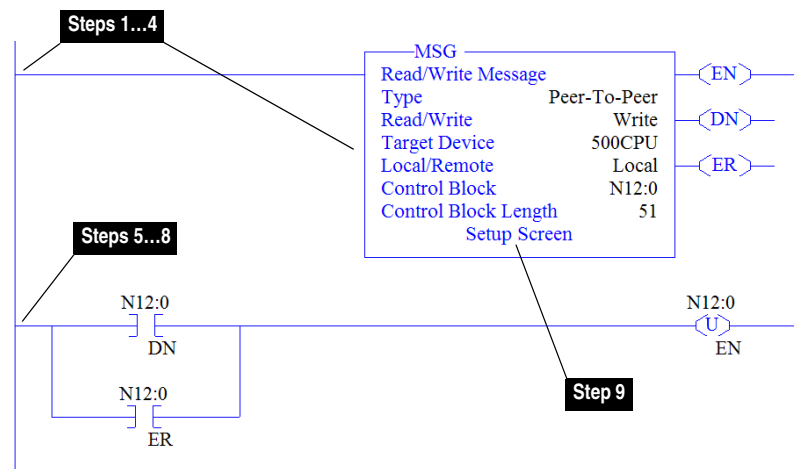 Steps 1...4
MSG
Read/Write Message
Type Peer-To-Peer
Read/Write Write
Target Device 500CPU
Local/Remote Local
Control Block N12:0
Control Block Length 51
Setup Screen
EN
DN
ER
Steps 5...8
N12:0
DN
N12:0
U
EN
N12:0
ER
Step 9